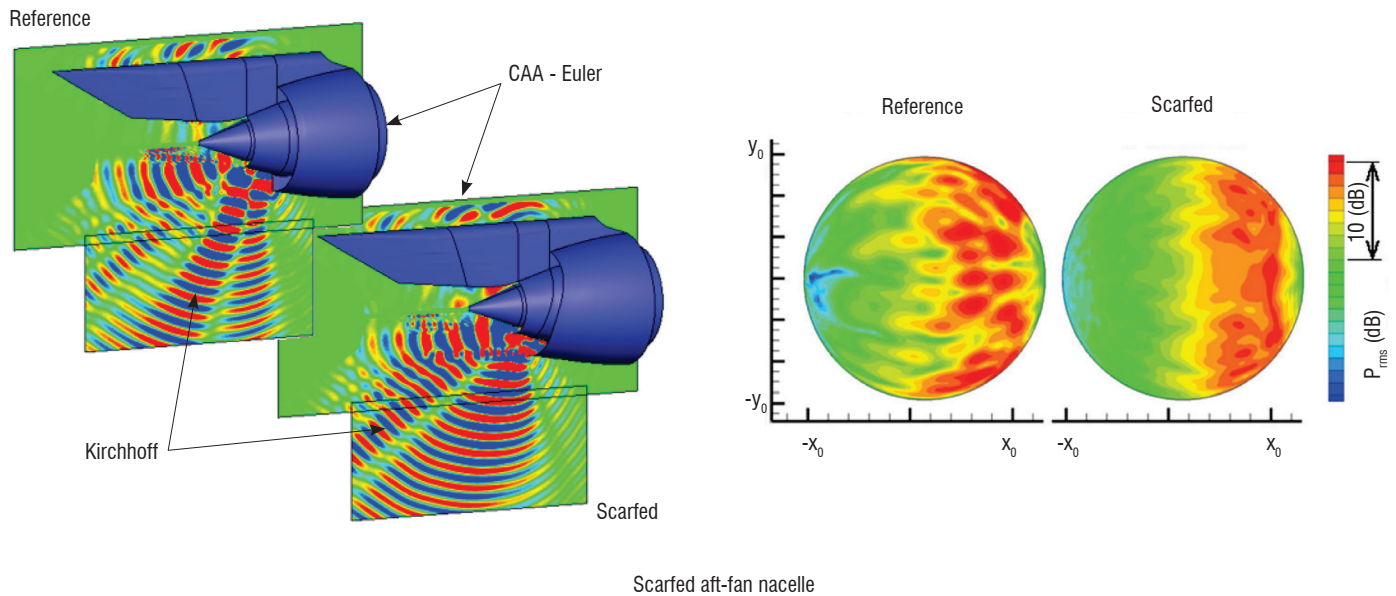 Reference
CAA - Euler
Kirchhoff
Scarfed
Reference
Scarfed
y0
-y0
-x0
x0
-x0
x0
10 (dB)
Prms (dB)
Scarfed aft-fan nacelle